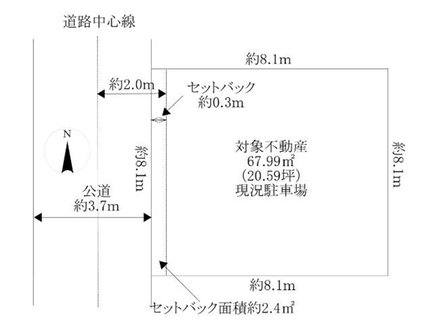 道路中心線
約8.1m
約2.0m
セットバック
約0.3m
N
約8.1m
対象不動産
67.99㎡
(20.59坪)
現況駐車場
約8.1m
公道
約3.7m
約8.1m
セットバック面積約2.4㎡